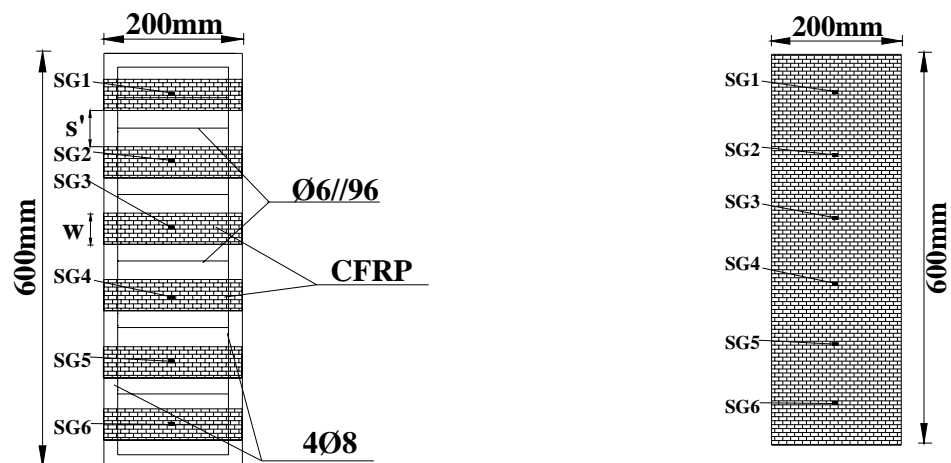 200mm
SG1
s'
SG2
SG3
Ø6//96
w
600mm
SG4
CFRP
SG5
SG6
4Ø8
200mm
SG1
SG2
SG3
SG4
600mm
SG5
SG6